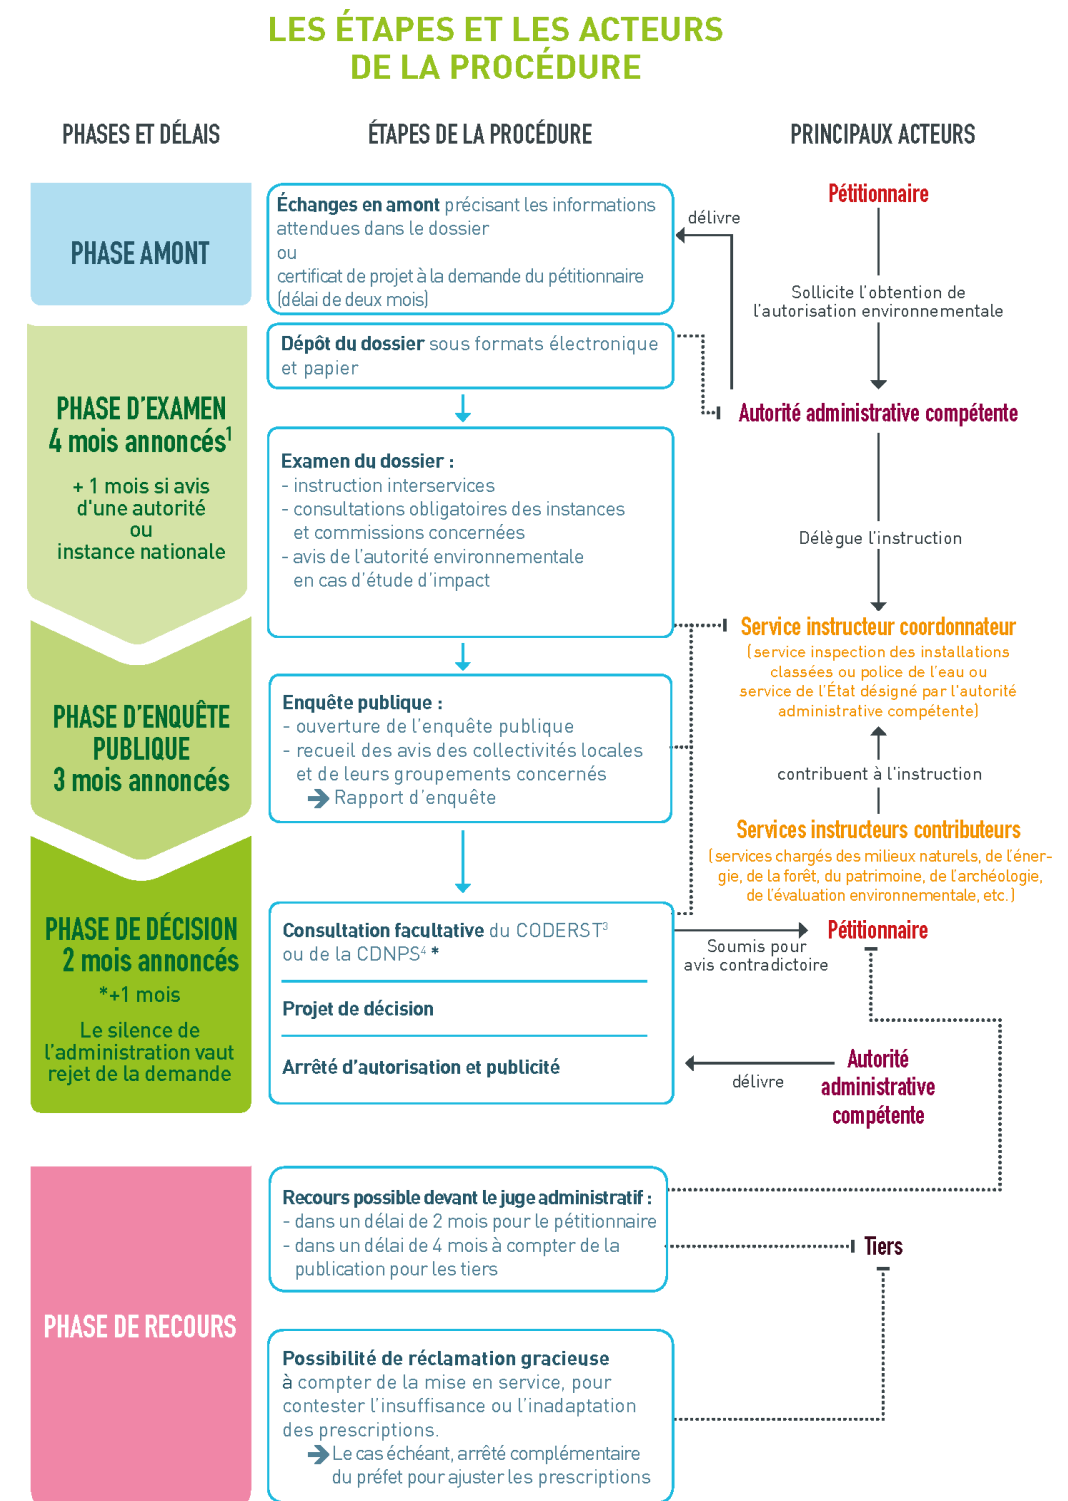 LES ÉTAPES ET LES ACTEURS
DE LA PROCÉDURE
PHASES ET DÉLAIS
ÉTAPES DE LA PROCÉDURE
PRINCIPAUX ACTEURS
PHASE AMONT
Échanges en amont précisant les informations
attendues dans le dossier
ou
certificat de projet à la demande du pétitionnaire
(délai de deux mois)
délivre
Pétitionnaire
Sollicite l'obtention de
l'autorisation environnementale
PHASE D'EXAMEN
4 mois annoncés¹
+ 1 mois si avis
d'une autorité
ou
instance nationale
Dépôt du dossier sous formats électronique
et papier
Autorité administrative compétente
Examen du dossier :
- instruction interservices
- consultations obligatoires des instances
et commissions concernées
- avis de l'autorité environnementale
en cas d'étude d'impact
Délègue l'instruction
Service instructeur coordonnateur
(service inspection des installations
classées ou police de l'eau ou
service de l'État désigné par l'autorité
administrative compétente)
PHASE D'ENQUÊTE
PUBLIQUE
3 mois annoncés
Enquête publique :
- ouverture de l'enquête publique
- recueil des avis des collectivités locales
et de leurs groupements concernés
➔ Rapport d'enquête
contribuent à l'instruction
Services instructeurs contributeurs
(services chargés des milieux naturels, de l'éner-
gie, de la forêt, du patrimoine, de l'archéologie,
de l'évaluation environnementale, etc.)
PHASE DE DÉCISION
2 mois annoncés
*+1 mois
Le silence de
l'administration vaut
rejet de la demande
Consultation facultative du CODERST³
ou de la CDNPS⁴ *
Projet de décision
Arrêté d'autorisation et publicité
Soumis pour
avis contradictoire
Pétitionnaire
délivre
Autorité
administrative
compétente
PHASE DE RECOURS
Recours possible devant le juge administratif :
- dans un délai de 2 mois pour le pétitionnaire
- dans un délai de 4 mois à compter de la
publication pour les tiers
Tiers
Possibilité de réclamation gracieuse
à compter de la mise en service, pour
contester l'insuffisance ou l'inadaptation
des prescriptions.
➔ Le cas échéant, arrêté complémentaire
du préfet pour ajuster les prescriptions